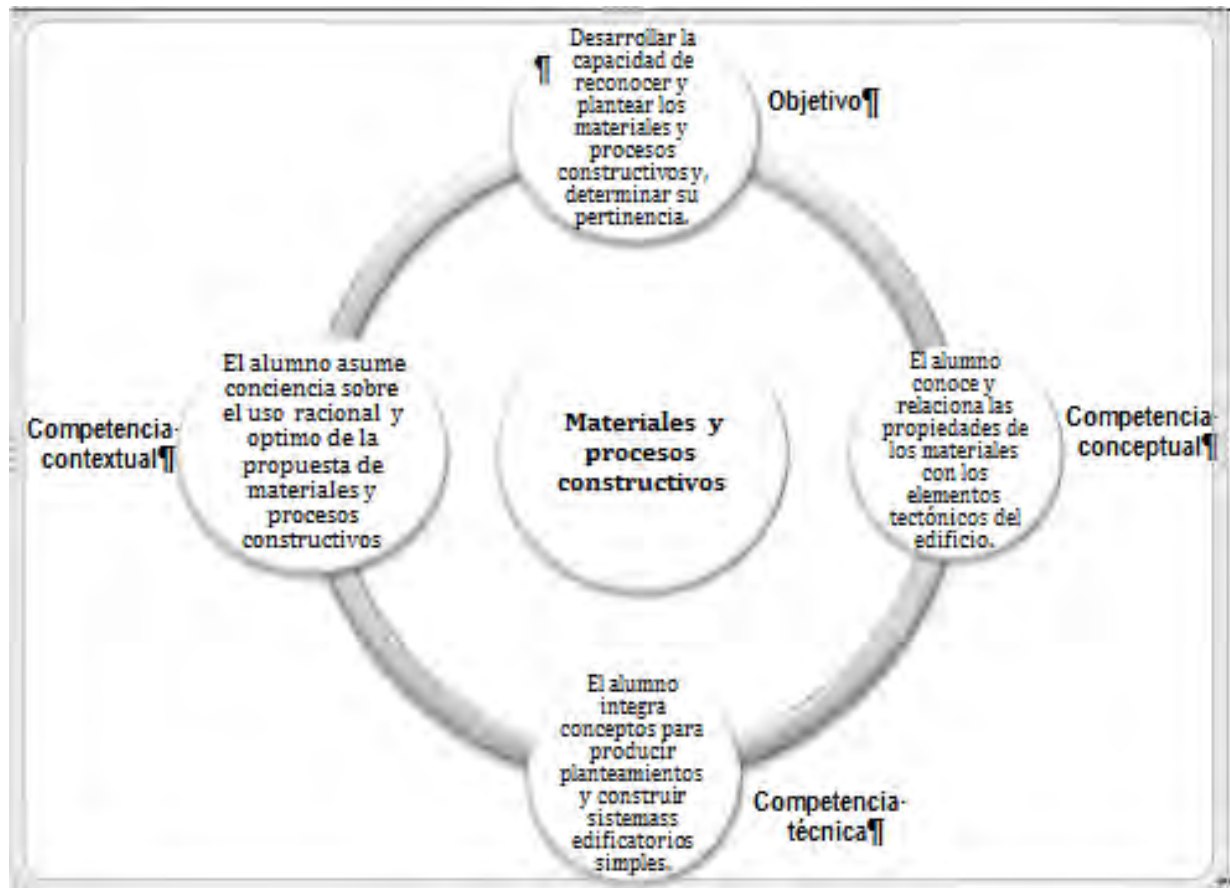 ¶
Desarrollar la
capacidad de
reconocer y
plantear los
materiales y
procesos
constructivos y,
determinar su
pertinencia.
Objetivo¶
El alumno
conoce y
relaciona las
propiedades de
los materiales
con los
elementos
tectónicos del
edificio.
Competencia-
conceptual¶
El alumno
integra
conceptos para
producir
planteamientos
y construir
sistemass
edificatorios
simples.
Competencia-
técnica¶
El alumno asume
conciencia sobre
el uso racional y
optimo de la
propuesta de
materiales y
procesos
constructivos
Competencia-
contextual¶
Materiales y
procesos
constructivos